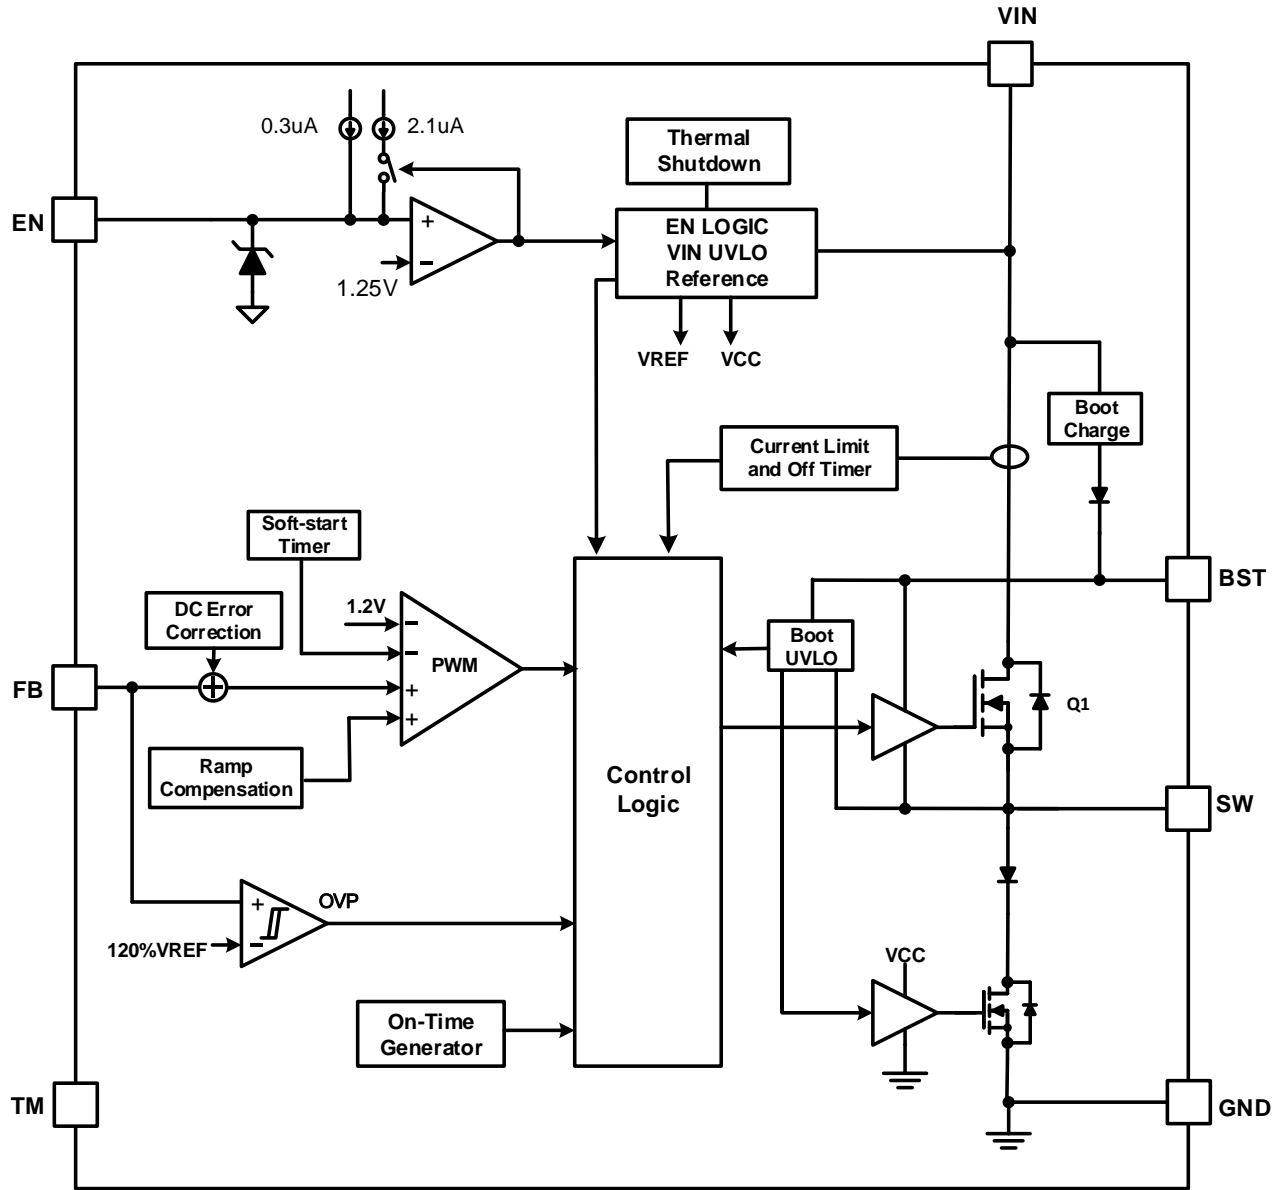 VIN
0.3uA
2.1uA
Thermal
Shutdown
EN
+
−
1.25V
EN LOGIC
VIN UVLO
Reference
VREF
VCC
Boot
Charge
Current Limit
and Off Timer
Soft-start
Timer
BST
DC Error
Correction
1.2V
−
−
+
+
PWM
Boot
UVLO
FB
Q1
Ramp
Compensation
Control
Logic
SW
+
−
OVP
120%VREF
VCC
On-Time
Generator
TM
GND